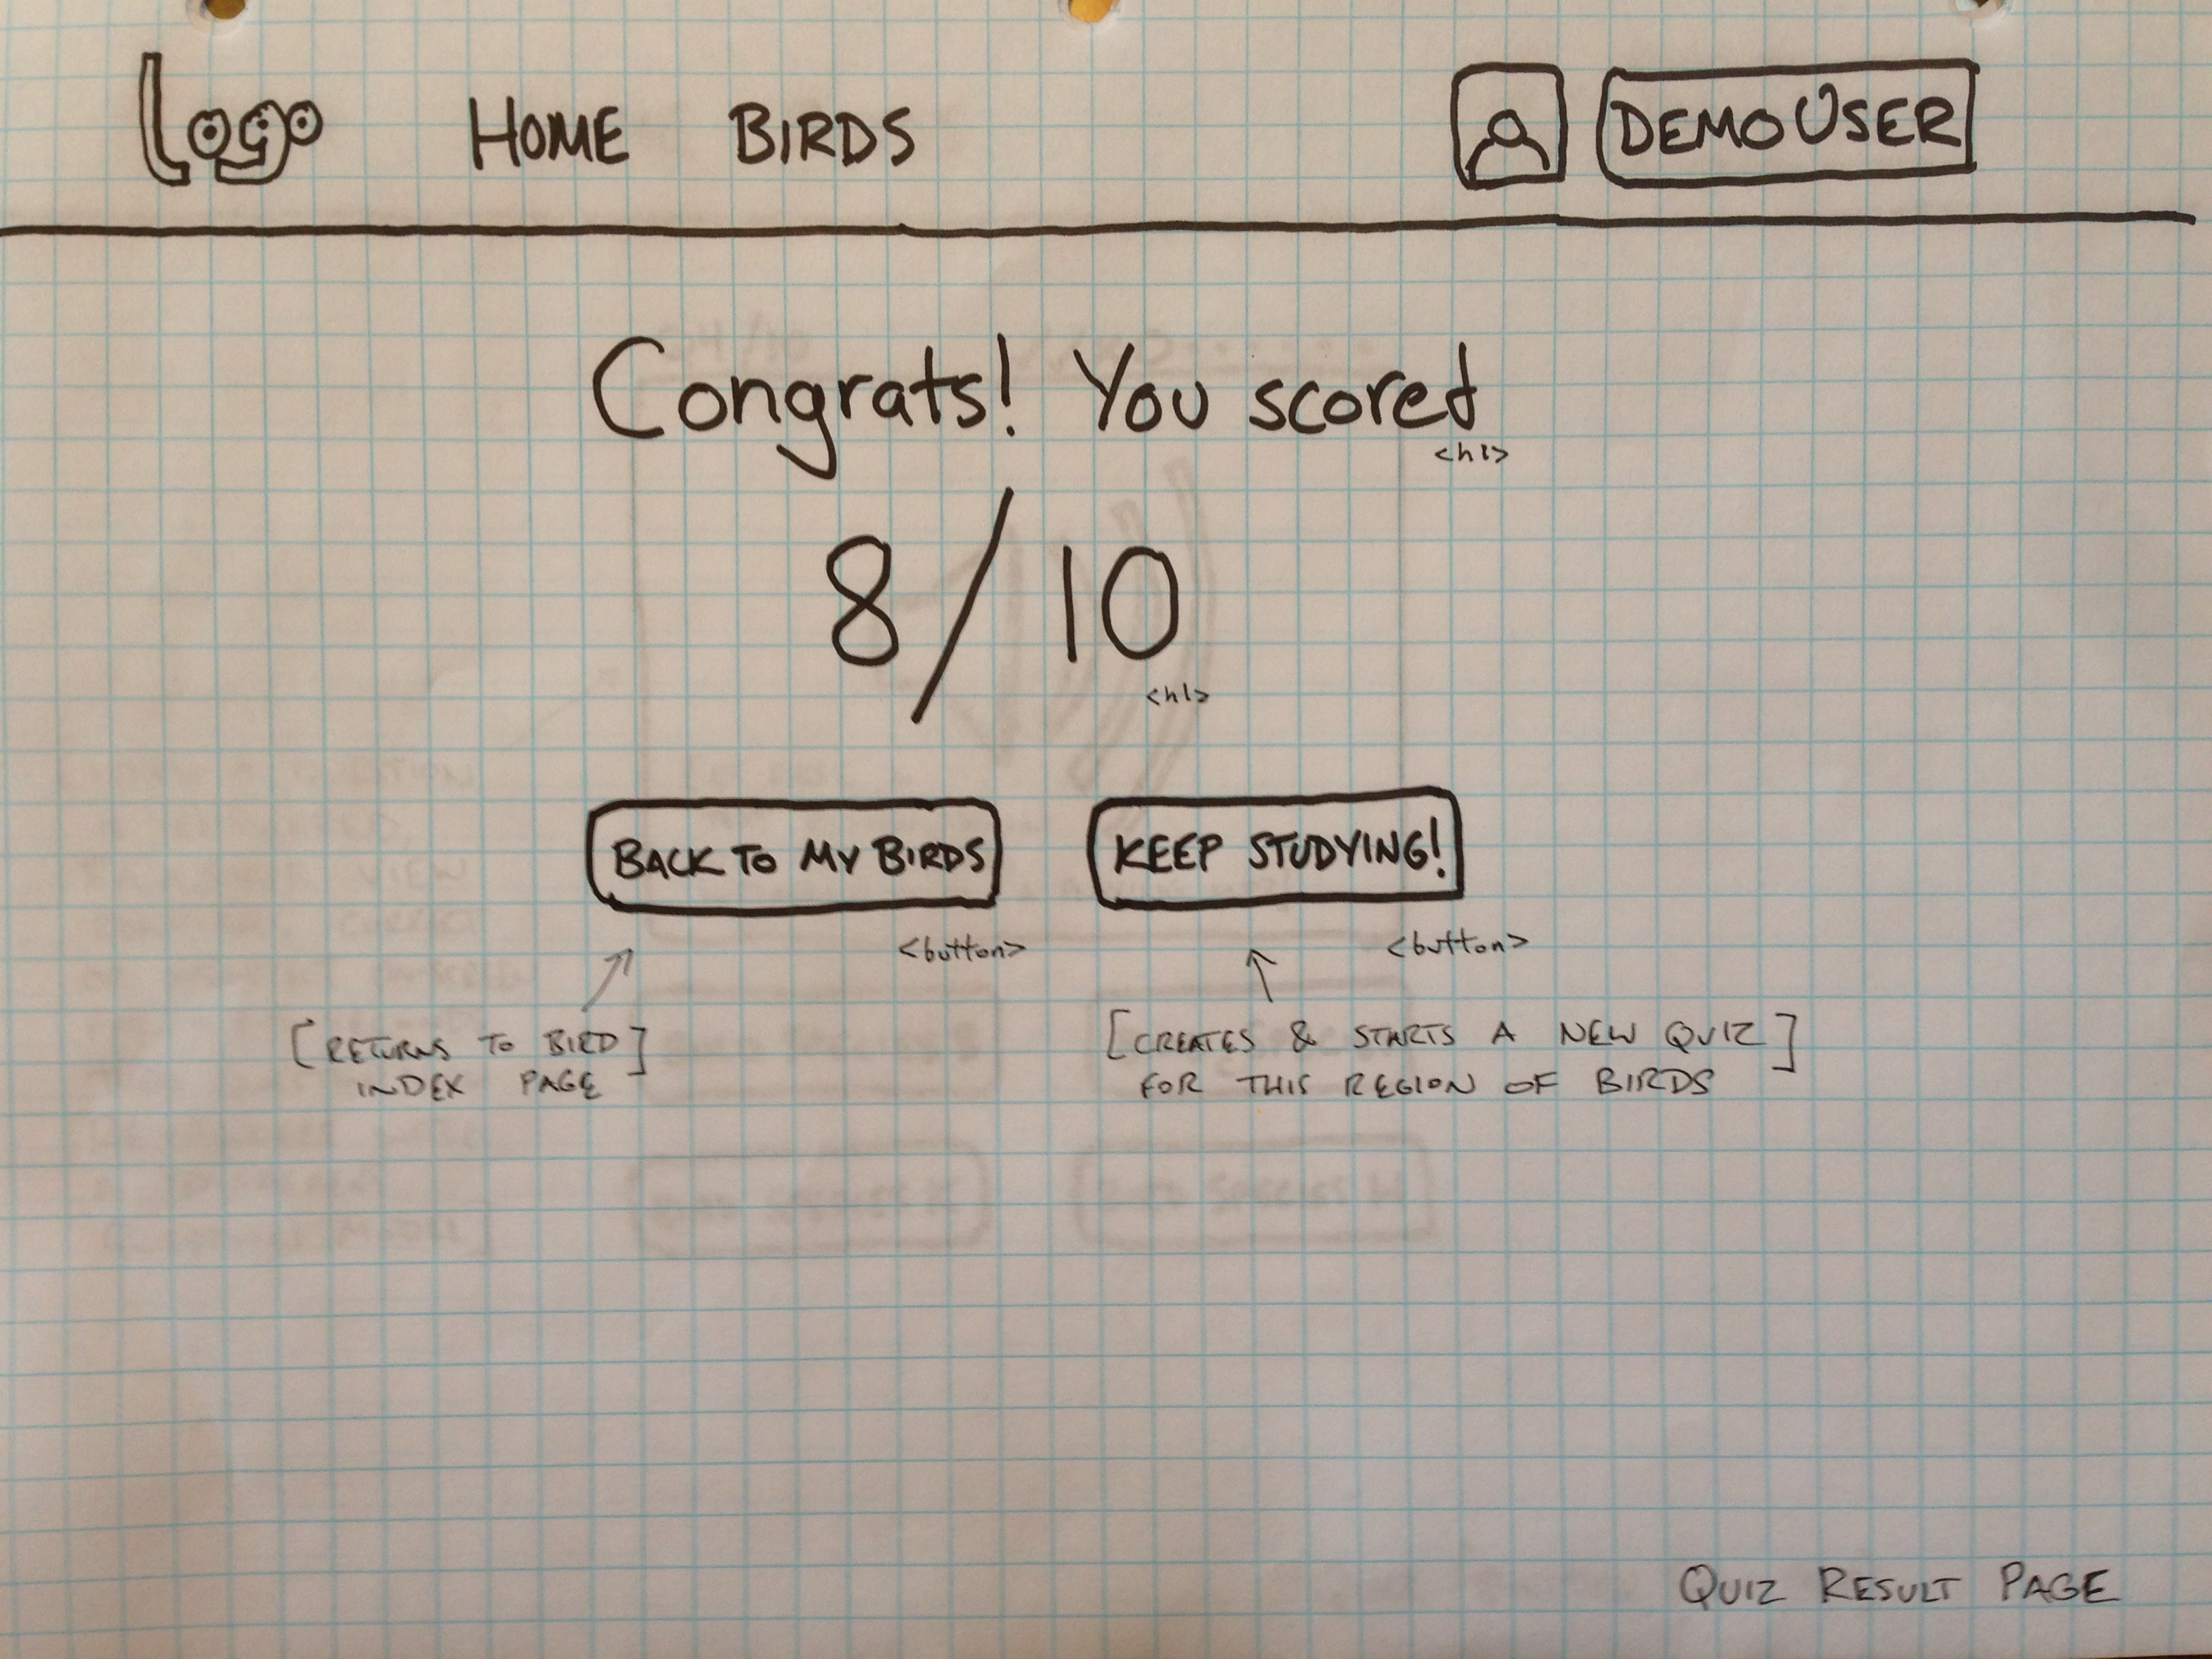 Logo HOME BIRDS DEMO USER
Congrats! You scored
<h1>
8/10
<h1>
BACK TO MY BIRDS KEEP STUDYING!
<button> <button>
[RETURNS TO BIRD] [CREATES & STARTS A NEW QUIZ]
INDEX PAGE FOR THIS REGION OF BIRDS
QUIZ RESULT PAGE